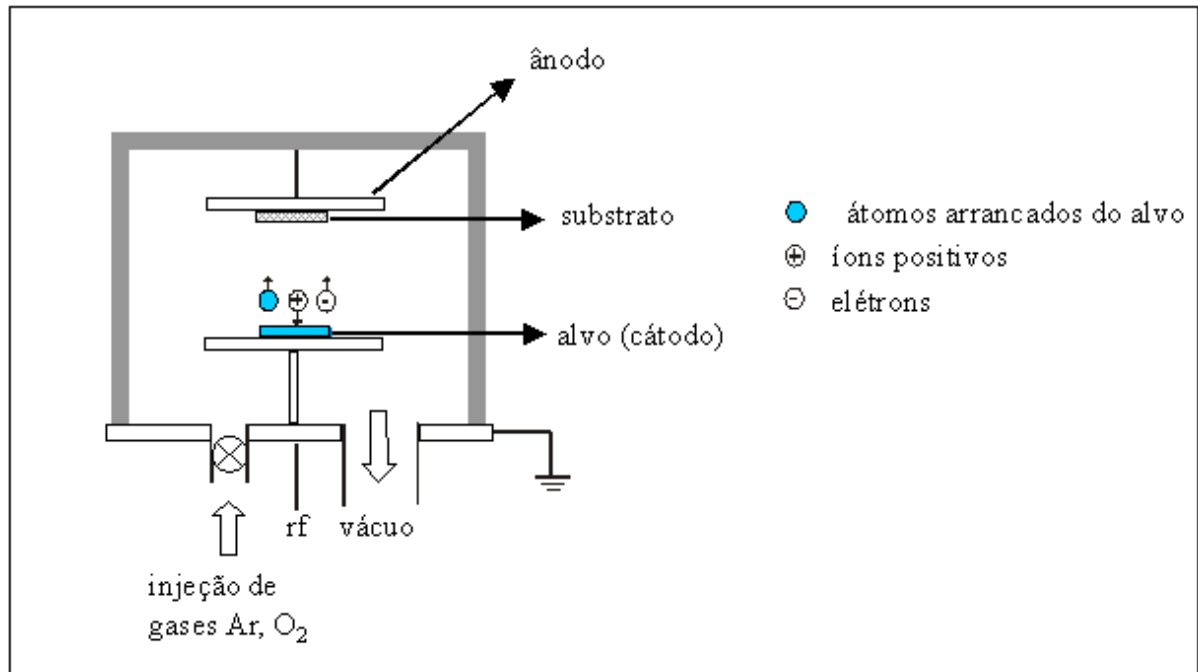 ânodo
substrato
átomos arrancados do alvo
+ íons positivos
- elétrons
alvo (cátodo)
+
-
rf
vácuo
injeção de
gases Ar, O₂